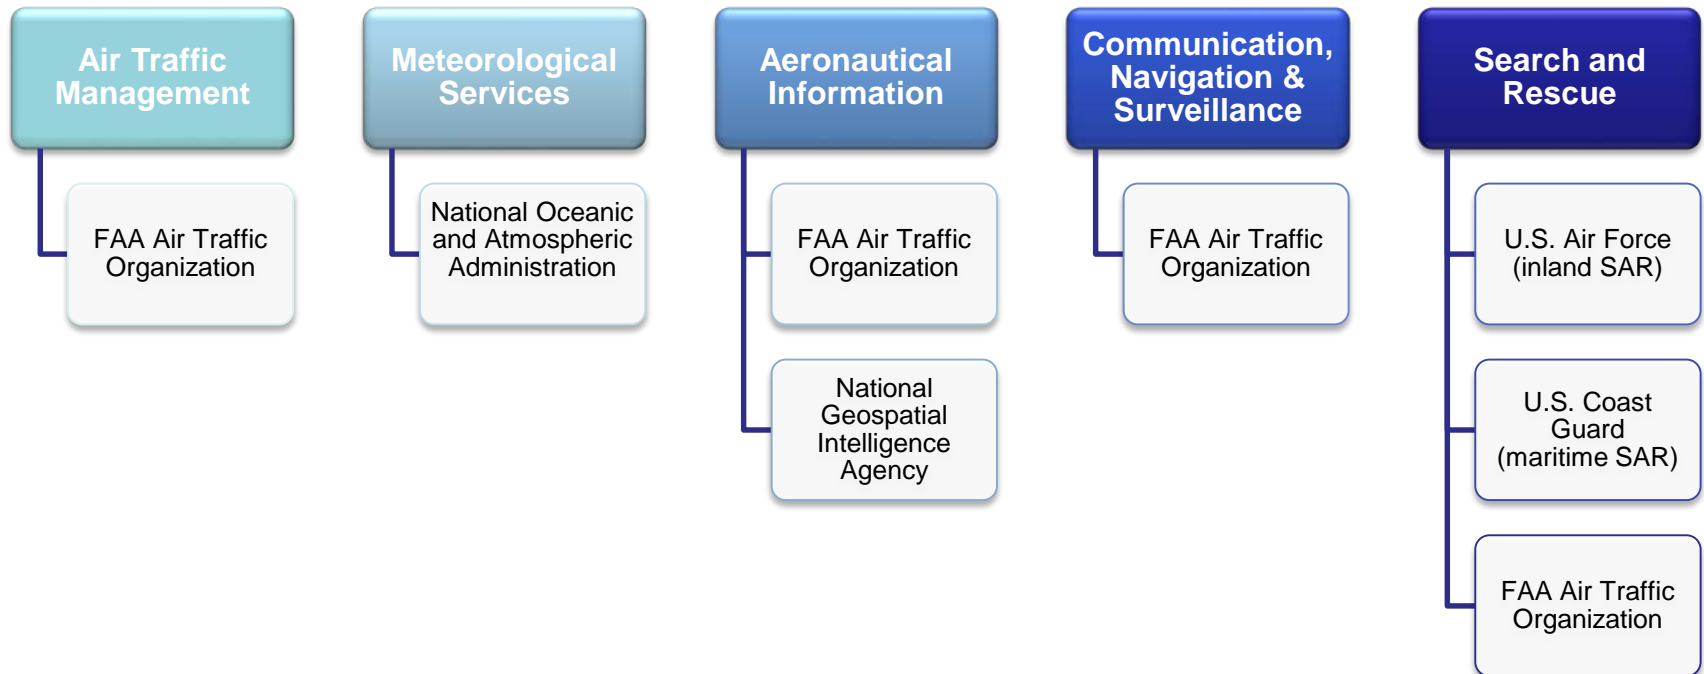 Air Traffic
Management
FAA Air Traffic
Organization
Meteorological
Services
National Oceanic
and Atmospheric
Administration
Aeronautical
Information
FAA Air Traffic
Organization
National
Geospatial
Intelligence
Agency
Communication,
Navigation &
Surveillance
FAA Air Traffic
Organization
Search and
Rescue
U.S. Air Force
(inland SAR)
U.S. Coast
Guard
(maritime SAR)
FAA Air Traffic
Organization